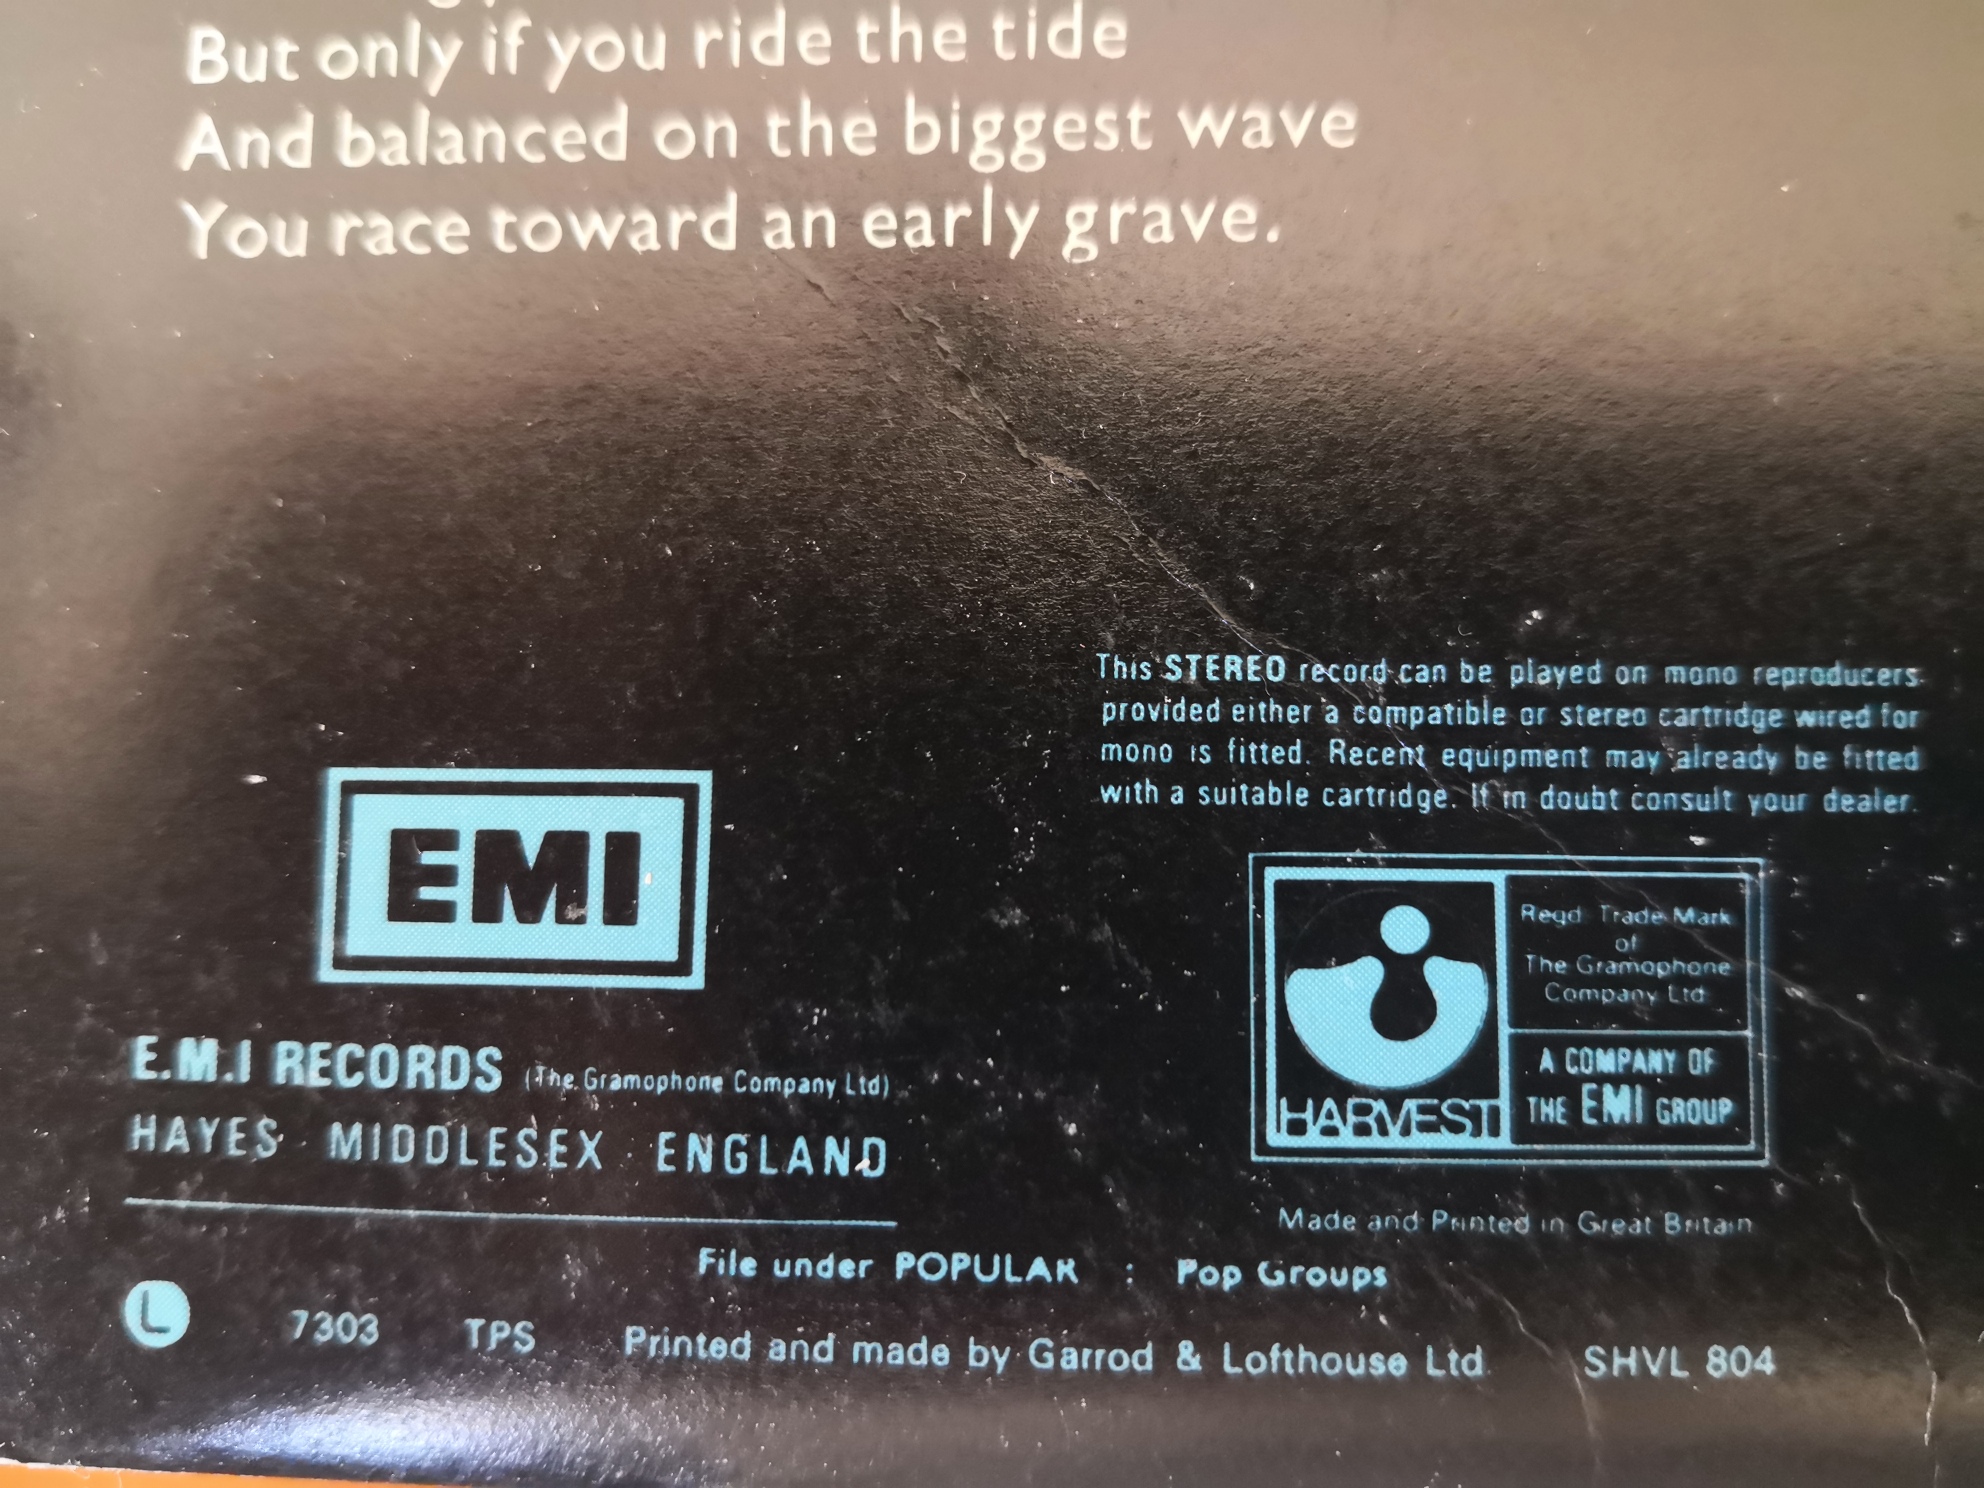 But only if you ride the tide
And balanced on the biggest wave
You race toward an early grave.
This STEREO record can be played on mono reproducers
provided either a compatible or stereo cartridge wired for
mono is fitted. Recent equipment may already be fitted
with a suitable cartridge. If in doubt consult your dealer.
EMI
E.M.I RECORDS (The Gramophone Company Ltd)
HAYES · MIDDLESEX · ENGLAND
Regd Trade Mark
of
The Gramophone
Company Ltd
A COMPANY OF
THE EMI GROUP
HARVEST
Made and Printed in Great Britain
File under POPULAR : Pop Groups
L 7303 TPS Printed and made by Garrod & Lofthouse Ltd SHVL 804